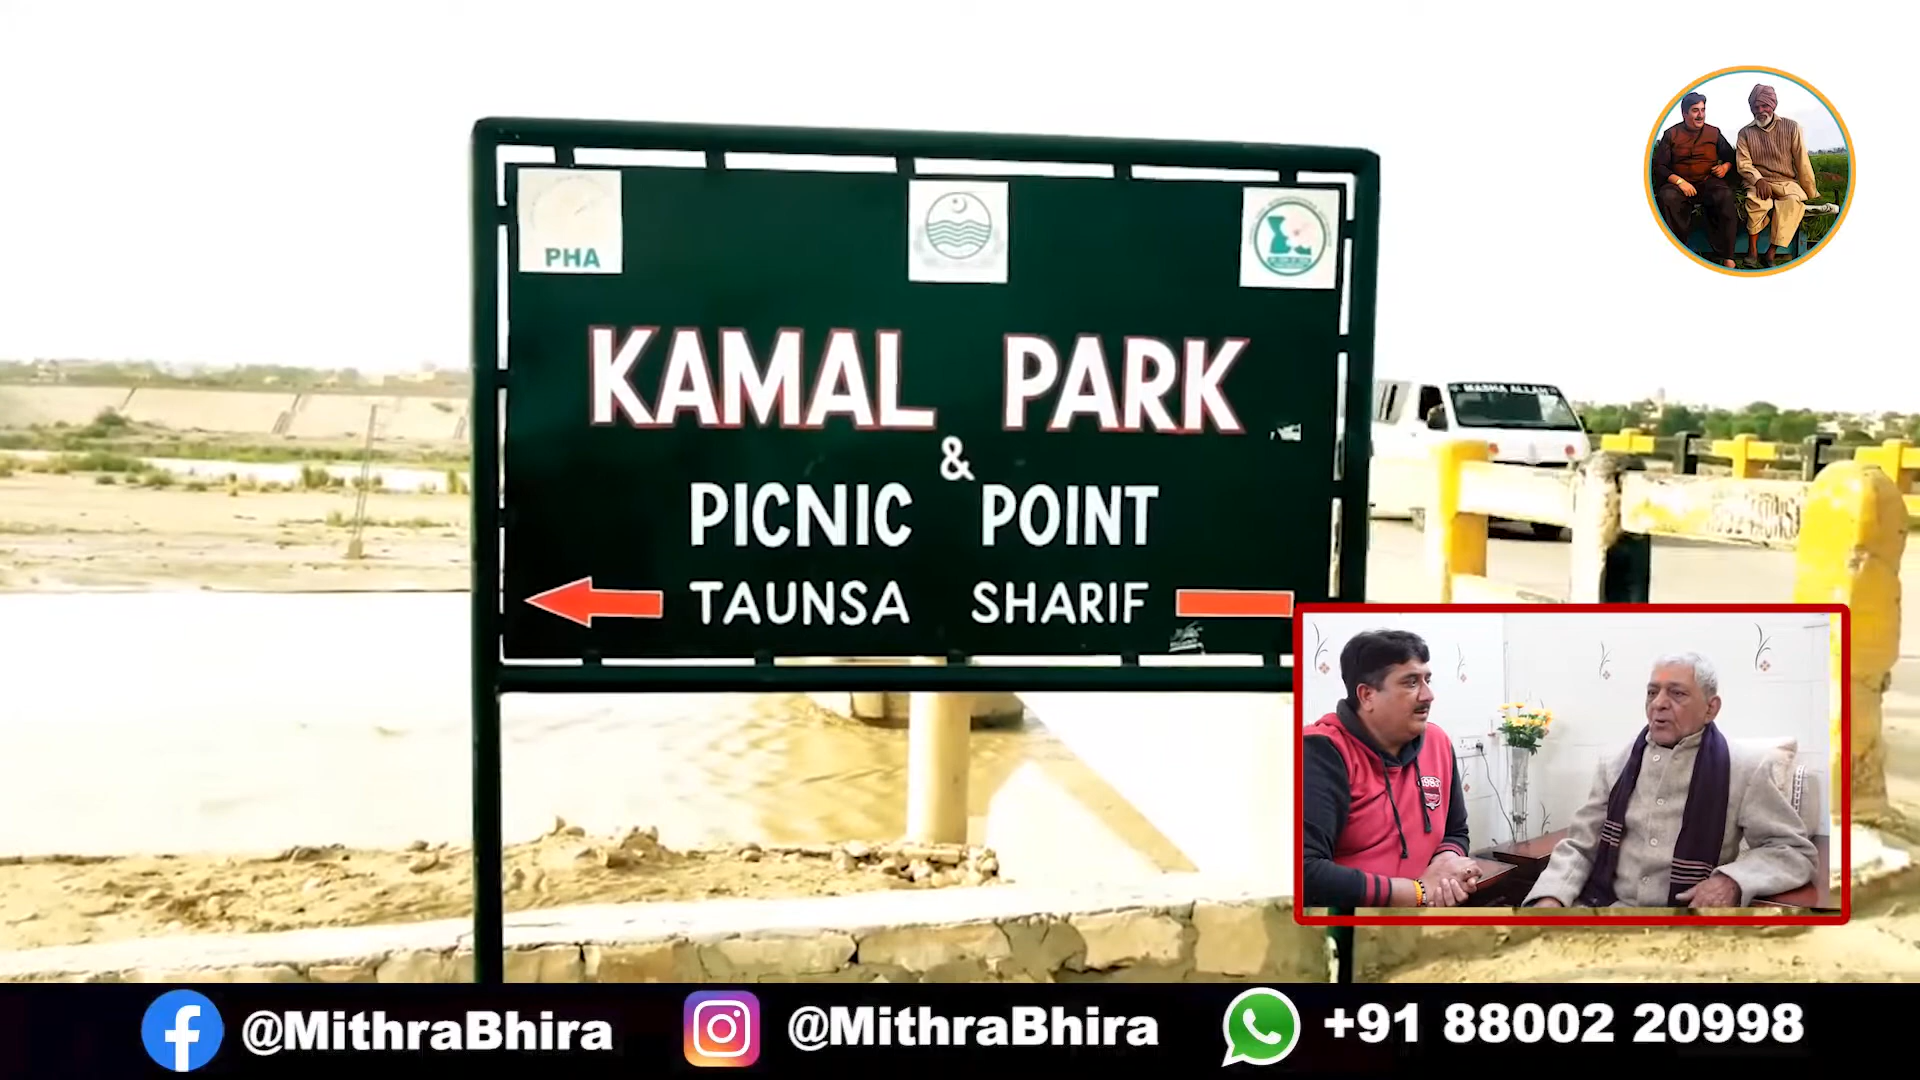 PHA
KAMAL PARK
&
PICNIC POINT
TAUNSA SHARIF
MASHA ALLAH
@MithraBhira
@MithraBhira
+91 88002 20998